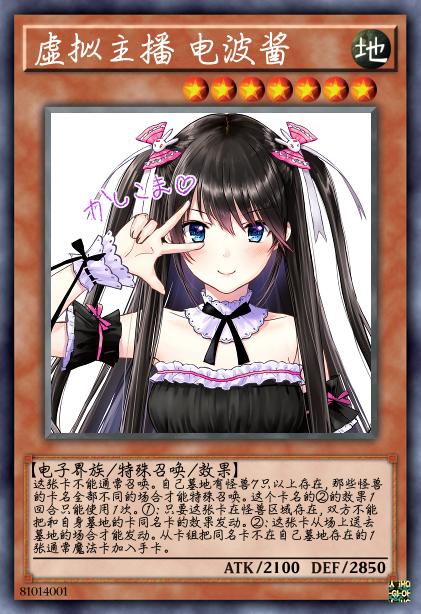 虚拟主播 电波酱
地
かしこま♡
【电子界族/特殊召唤/效果】
这张卡不能通常召唤。自己墓地有怪兽7只以上存在,那些怪兽
的卡名全部不同的场合才能特殊召唤。这个卡名的②的效果1
回合只能使用1次。①:只要这张卡在怪兽区域存在,双方不能
把和自身墓地的卡同名卡的效果发动。②:这张卡从场上送去
墓地的场合才能发动。从卡组把同名卡不在自己墓地存在的1
张通常魔法卡加入手卡。
ATK/2100 DEF/2850
81014001